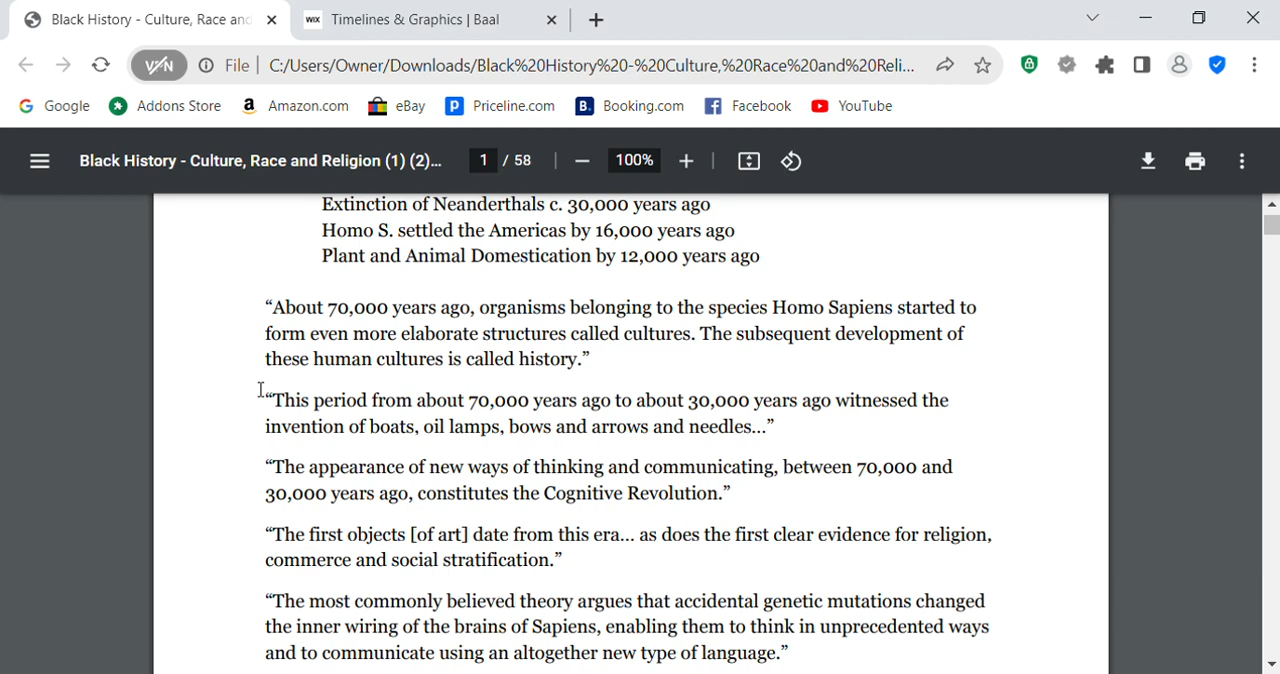 Black History - Culture, Race and
WIX Timelines & Graphics | Baal
VPN File C:/Users/Owner/Downloads/Black%20History%20-%20Culture,%20Race%20and%20Reli...
Google Addons Store Amazon.com eBay Priceline.com Booking.com Facebook YouTube
Black History - Culture, Race and Religion (1) (2)... 1 / 58 100%
Extinction of Neanderthals c. 30,000 years ago
Homo S. settled the Americas by 16,000 years ago
Plant and Animal Domestication by 12,000 years ago
“About 70,000 years ago, organisms belonging to the species Homo Sapiens started to
form even more elaborate structures called cultures. The subsequent development of
these human cultures is called history.”
“This period from about 70,000 years ago to about 30,000 years ago witnessed the
invention of boats, oil lamps, bows and arrows and needles...”
“The appearance of new ways of thinking and communicating, between 70,000 and
30,000 years ago, constitutes the Cognitive Revolution.”
“The first objects [of art] date from this era... as does the first clear evidence for religion,
commerce and social stratification.”
“The most commonly believed theory argues that accidental genetic mutations changed
the inner wiring of the brains of Sapiens, enabling them to think in unprecedented ways
and to communicate using an altogether new type of language.”